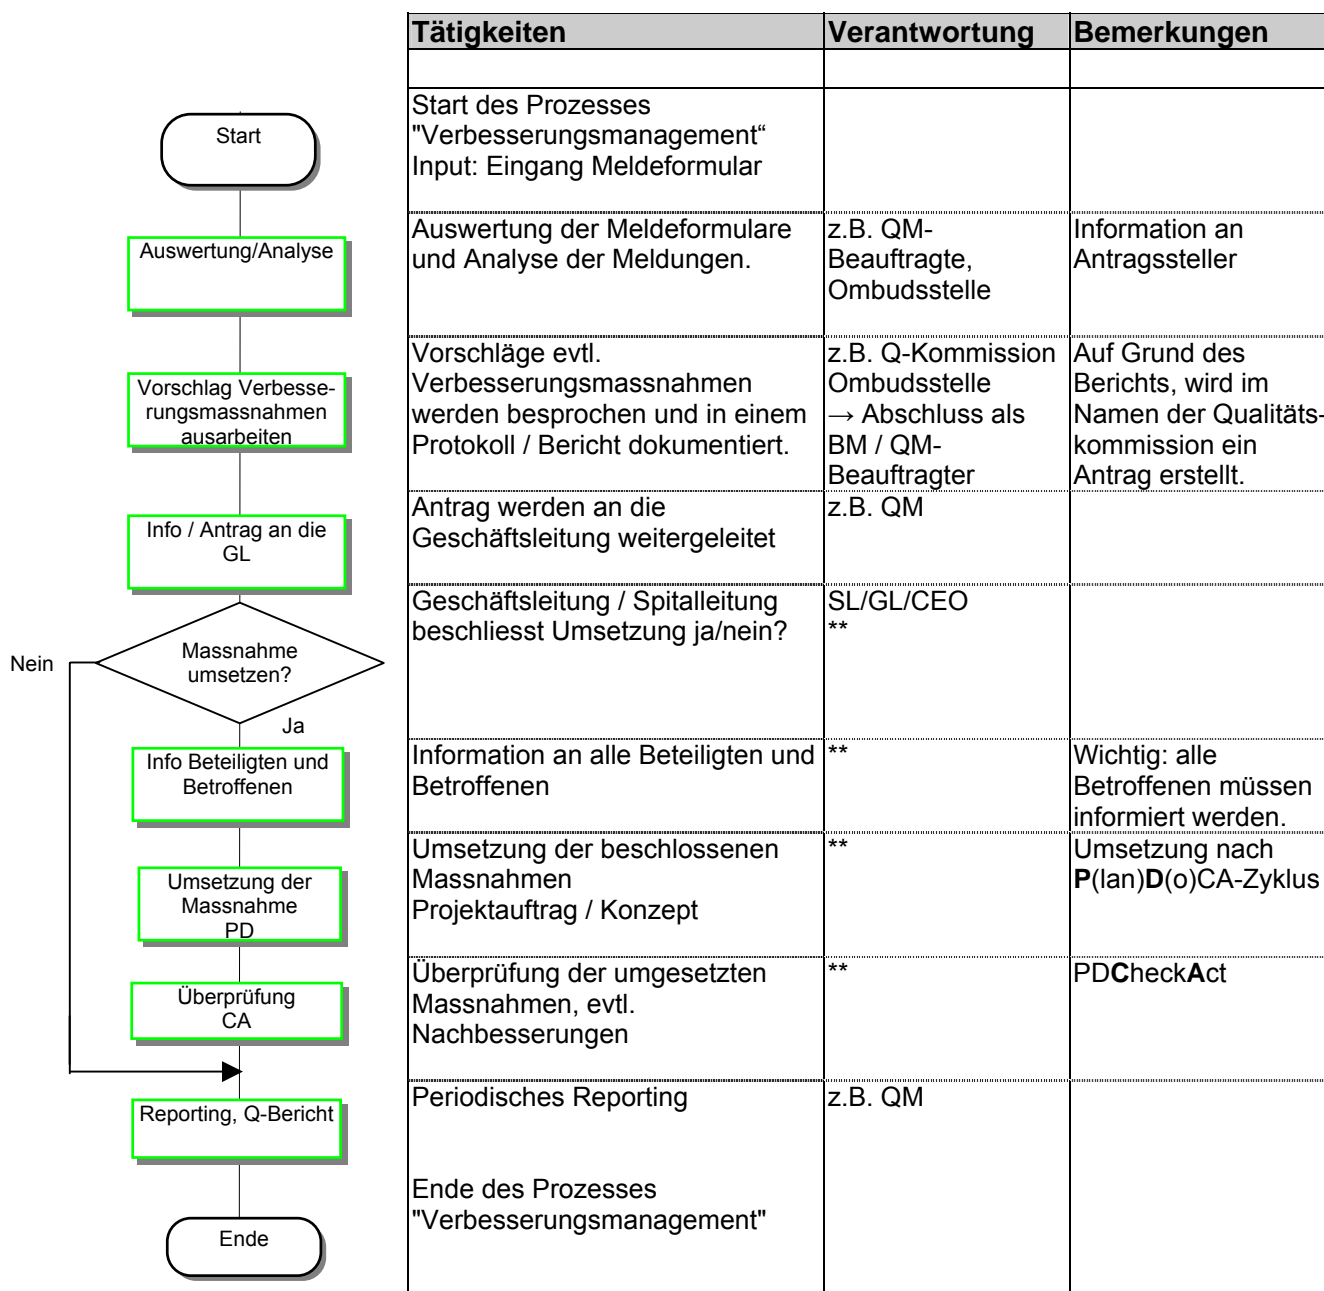 Tätigkeiten
Verantwortung
Bemerkungen
Start
Start des Prozesses
"Verbesserungsmanagement“
Input: Eingang Meldeformular
Auswertung/Analyse
Auswertung der Meldeformulare
und Analyse der Meldungen.
z.B. QM-
Beauftragte,
Ombudsstelle
Information an
Antragssteller
Vorschlag Verbesse-
rungsmassnahmen
ausarbeiten
Vorschläge evtl.
Verbesserungsmassnahmen
werden besprochen und in einem
Protokoll / Bericht dokumentiert.
z.B. Q-Kommission
Ombudsstelle
→ Abschluss als
BM / QM-
Beauftragter
Auf Grund des
Berichts, wird im
Namen der Qualitäts-
kommission ein
Antrag erstellt.
Info / Antrag an die
GL
Antrag werden an die
Geschäftsleitung weitergeleitet
z.B. QM
Nein
Massnahme
umsetzen?
Ja
Geschäftsleitung / Spitalleitung
beschliesst Umsetzung ja/nein?
SL/GL/CEO
**
Info Beteiligten und
Betroffenen
Information an alle Beteiligten und
Betroffenen
**
Wichtig: alle
Betroffenen müssen
informiert werden.
Umsetzung der
Massnahme
PD
Umsetzung der beschlossenen
Massnahmen
Projektauftrag / Konzept
**
Umsetzung nach
P(lan)D(o)CA-Zyklus
Überprüfung
CA
Überprüfung der umgesetzten
Massnahmen, evtl.
Nachbesserungen
**
PDCheckAct
Reporting, Q-Bericht
Periodisches Reporting
z.B. QM
Ende
Ende des Prozesses
"Verbesserungsmanagement"